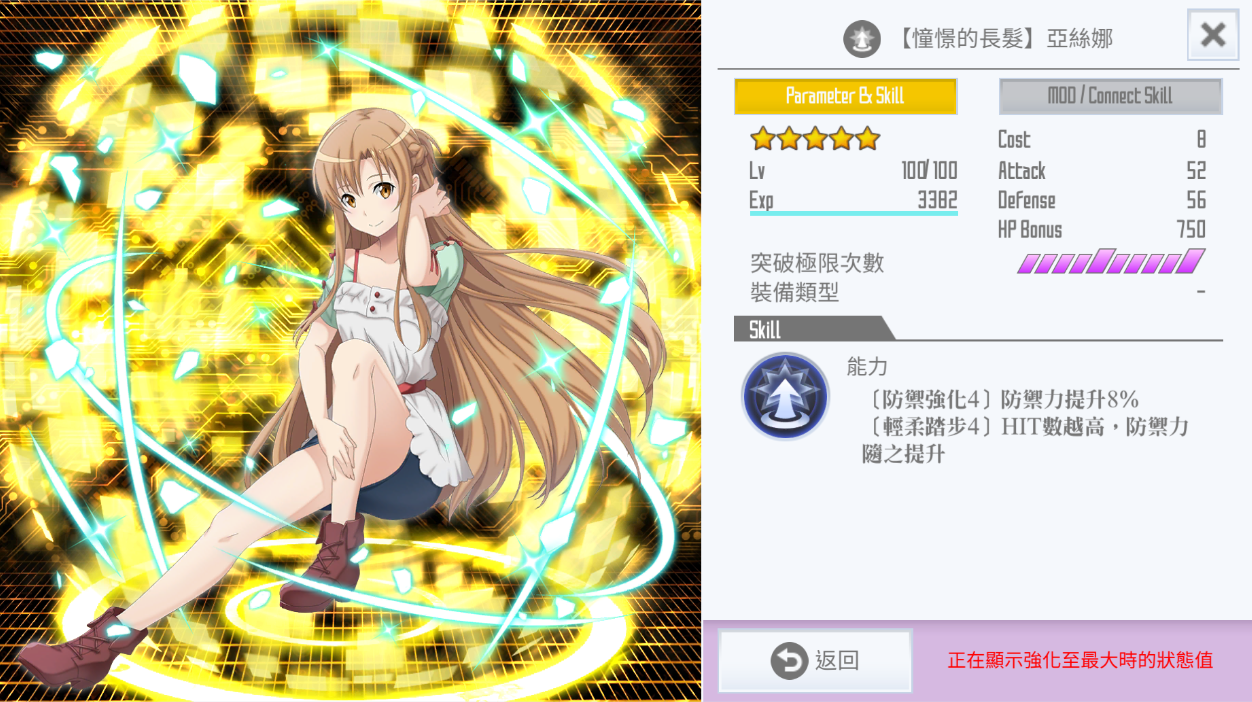 【憧憬的長髮】亞絲娜
Parameter & Skill
MOD / Connect Skill
Lv 100/100
Exp 3382
Cost 8
Attack 52
Defense 56
HP Bonus 750
突破極限次數
裝備類型 -
Skill
能力
〔防禦強化4〕防禦力提升8%
〔輕柔踏步4〕HIT數越高，防禦力
隨之提升
返回
正在顯示強化至最大時的狀態值